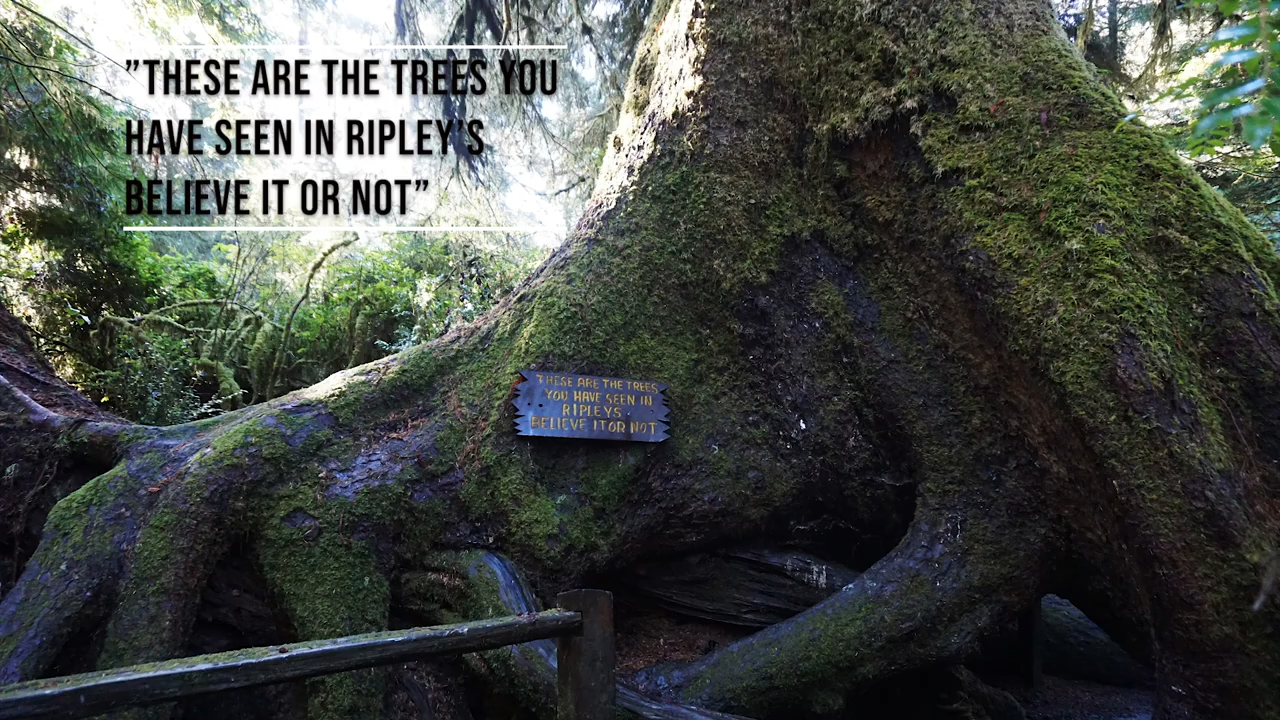 ”THESE ARE THE TREES YOU
HAVE SEEN IN RIPLEY’S
BELIEVE IT OR NOT”
THESE ARE THE TREES
YOU HAVE SEEN IN
RIPLEYS
BELIEVE IT OR NOT